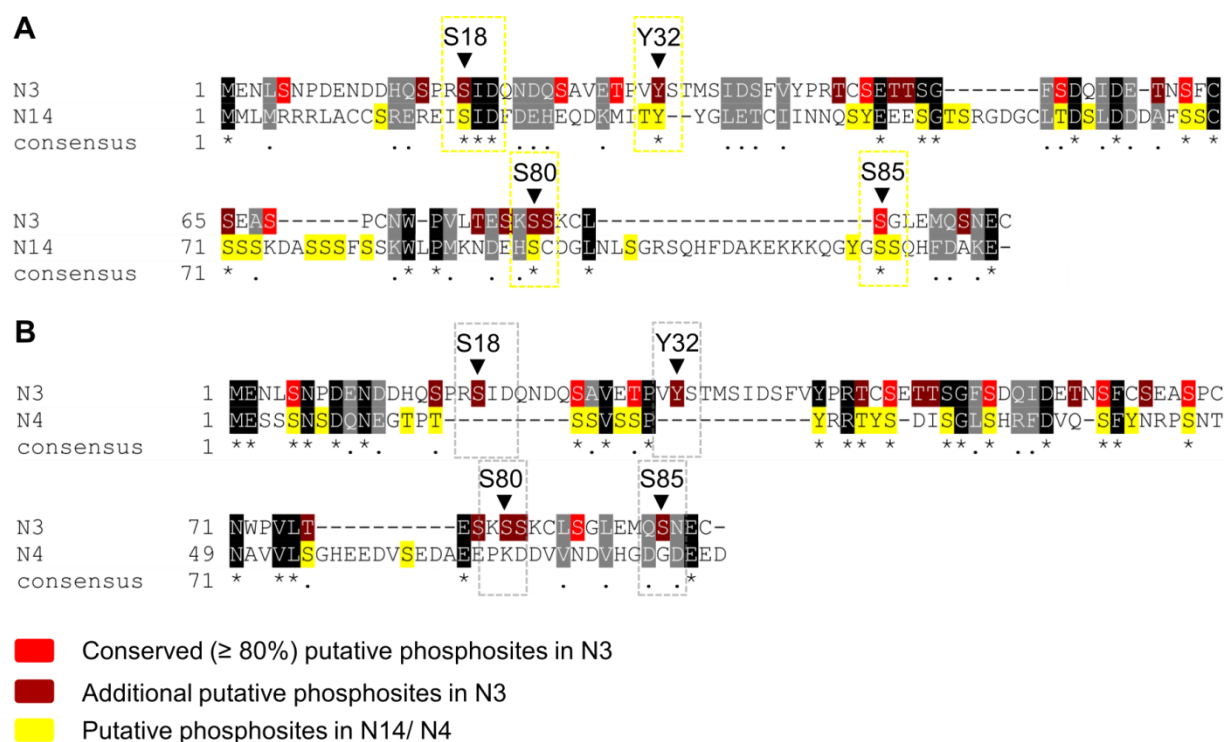 A
S18 Y32
N3 1 MENLSNPDENDDHQSPRSIDQNDQSAVETPVYSTMSIDSFVYPRTCSETTSG-------FSDQIDE-TNSFC
N14 1 MMLMRRRLACCSREREISIDFDEHEQDKMITY--YGLETCIINNQSYEEESGTSRGDGCLTDSLDDDAFSSC
consensus 1 * . .. *** ... . * ... . * ** .. * . * . * *
S80 S85
N3 65 SEAS------PCNW-PVLTESKSSKCL--------------------SGLEMQSNEC
N14 71 SSSKDASSSFSSKWLPMKNDEHSCDGLNLSGRSQHFDAKEKKKQGYGSSQHFDAKE-
consensus 71 * . .* * . . .* * * .. .*
B
S18 Y32
N3 1 MENLSNPDENDDHQSPRSIDQNDQSAVETPVYSTMSIDSFVYPRTCSETTSGFSDQIDETNSFCSEASPC
N4 1 MESSSNSDQNEGTPT---------SSVSSP-----------YRRTYS-DISGLSHRFDVQ-SFYNRPSNT
consensus 1 ** ** *.*. . *.*.* * ** * ** * .. * ** *
S80 S85
N3 71 NWPVLT----------ESKSSKCLSGLEMQSNEC-
N4 49 NAVVLSGHEEDVSEDAEEPKDDVVNDVHGDGDEED
consensus 71 * **. * . . . .*
Conserved (≥ 80%) putative phosphosites in N3
Additional putative phosphosites in N3
Putative phosphosites in N14/ N4